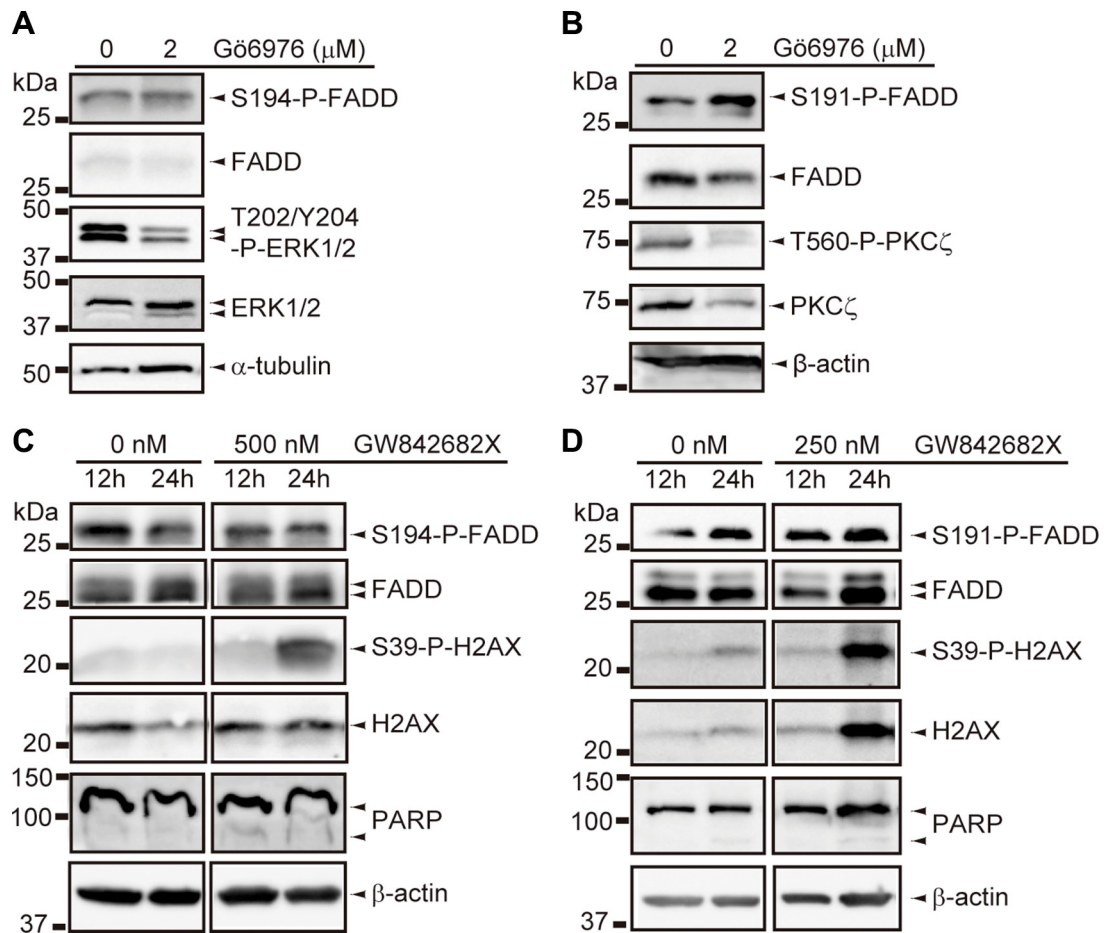 A
0 2 Gö6976 (μM)
kDa
S194-P-FADD
25
FADD
25
50
T202/Y204
-P-ERK1/2
37
50
ERK1/2
37
50
α-tubulin
B
0 2 Gö6976 (μM)
S191-P-FADD
25
FADD
25
75
T560-P-PKCζ
75
PKCζ
β-actin
37
C
0 nM 500 nM GW842682X
12h 24h 12h 24h
kDa
S194-P-FADD
25
FADD
25
S39-P-H2AX
20
H2AX
20
150
100
PARP
β-actin
37
D
0 nM 250 nM GW842682X
12h 24h 12h 24h
kDa
S191-P-FADD
25
FADD
25
S39-P-H2AX
20
H2AX
20
150
100
PARP
β-actin
37